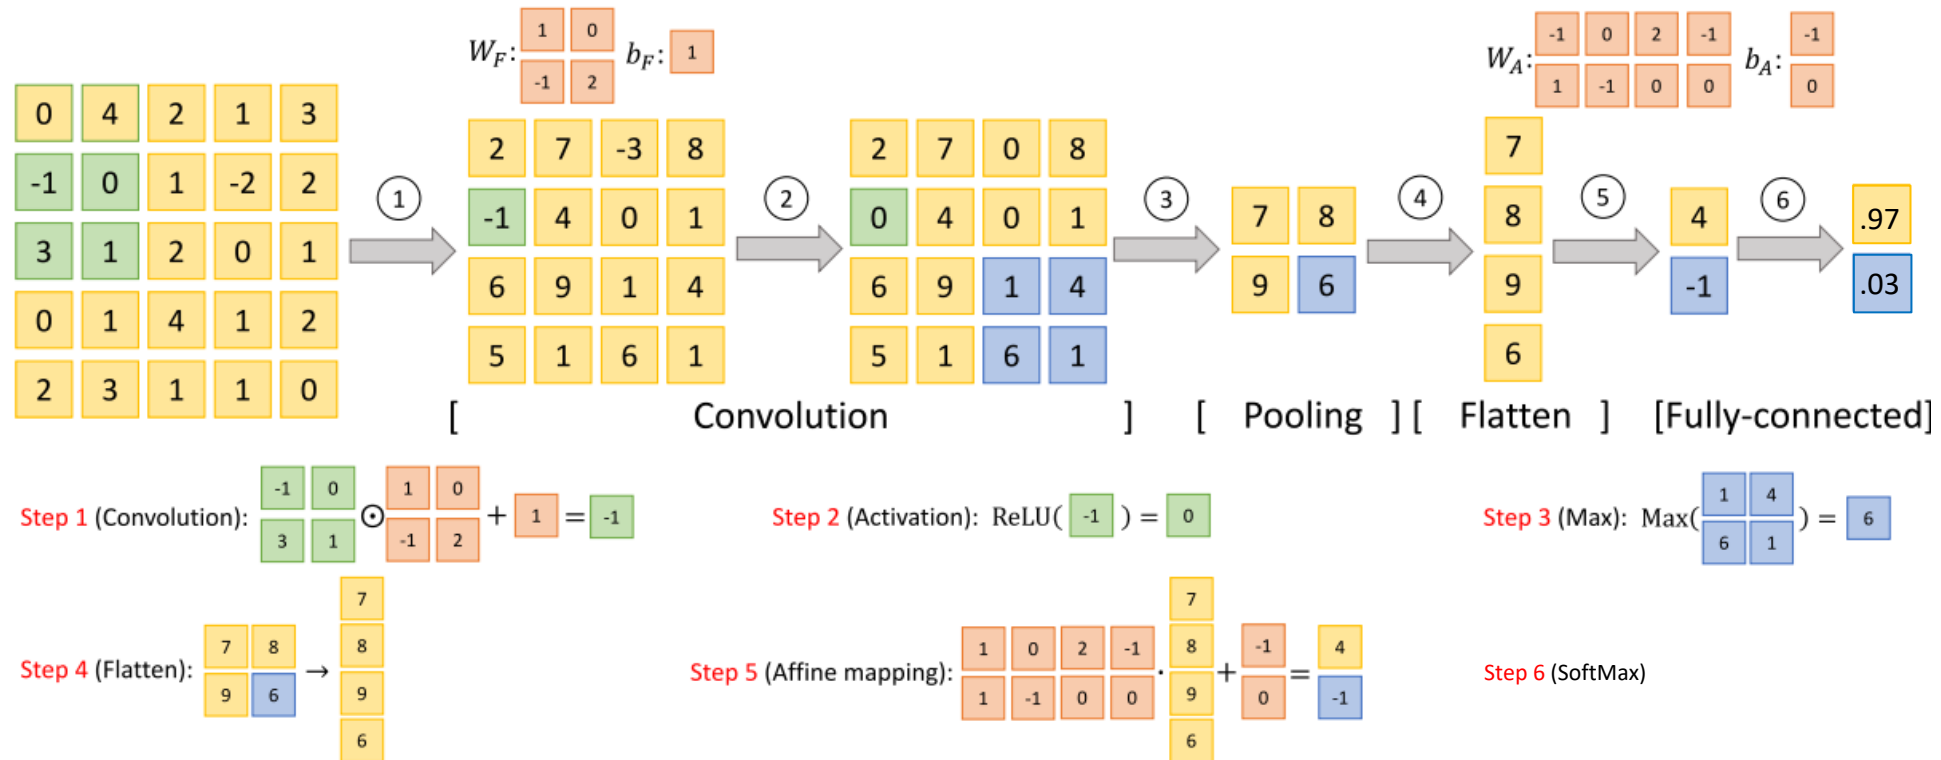 W_F: 1 0 b_F: 1
-1 2
W_A: -1 0 2 -1 b_A: -1
1 -1 0 0 0
0 4 2 1 3
-1 0 1 -2 2
3 1 2 0 1
0 1 4 1 2
2 3 1 1 0
1
2 7 -3 8
-1 4 0 1
6 9 1 4
5 1 6 1
2
2 7 0 8
0 4 0 1
6 9 1 4
5 1 6 1
3
7 8
9 6
4
7
8
9
6
5
4
-1
6
.97
.03
[ Convolution ] [ Pooling ] [ Flatten ] [Fully-connected]
Step 1 (Convolution): -1 0 3 1 ⊙ 1 0 -1 2 + 1 = -1
Step 2 (Activation): ReLU( -1 ) = 0
Step 3 (Max): Max( 1 4 6 1 ) = 6
Step 4 (Flatten): 7 8 9 6 → 7 8 9 6
Step 5 (Affine mapping): 1 0 2 -1 1 -1 0 0 · 7 8 9 6 + -1 0 = 4 -1
Step 6 (SoftMax)